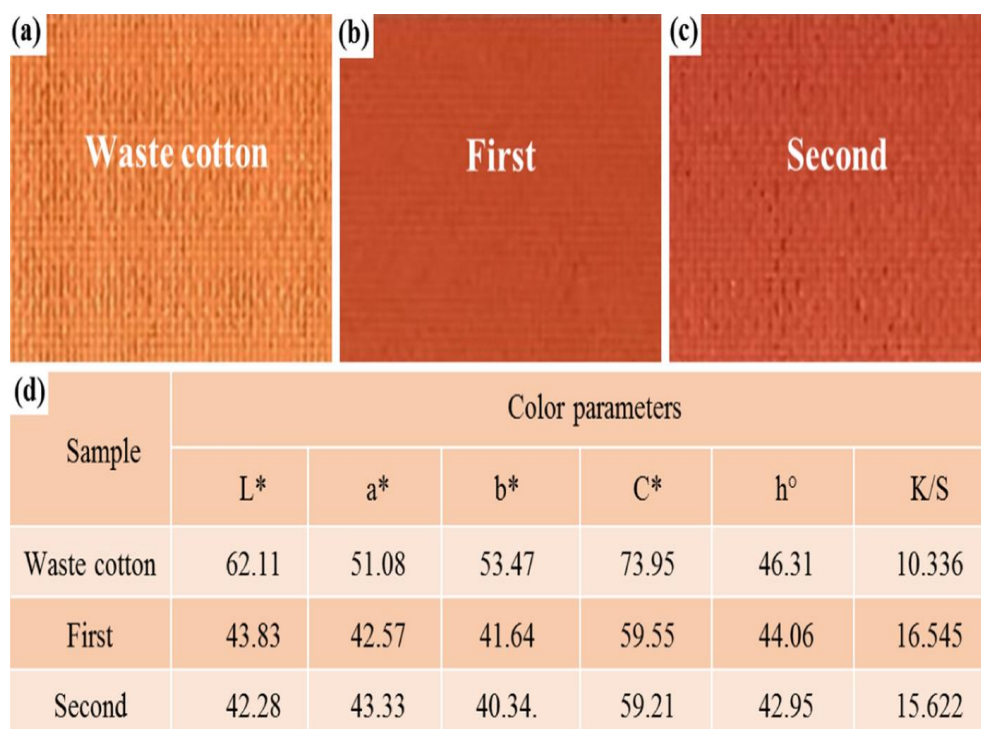 (a)
Waste cotton
(b)
First
(c)
Second
(d)
Sample Color parameters
L* a* b* C* h° K/S
Waste cotton 62.11 51.08 53.47 73.95 46.31 10.336
First 43.83 42.57 41.64 59.55 44.06 16.545
Second 42.28 43.33 40.34. 59.21 42.95 15.622